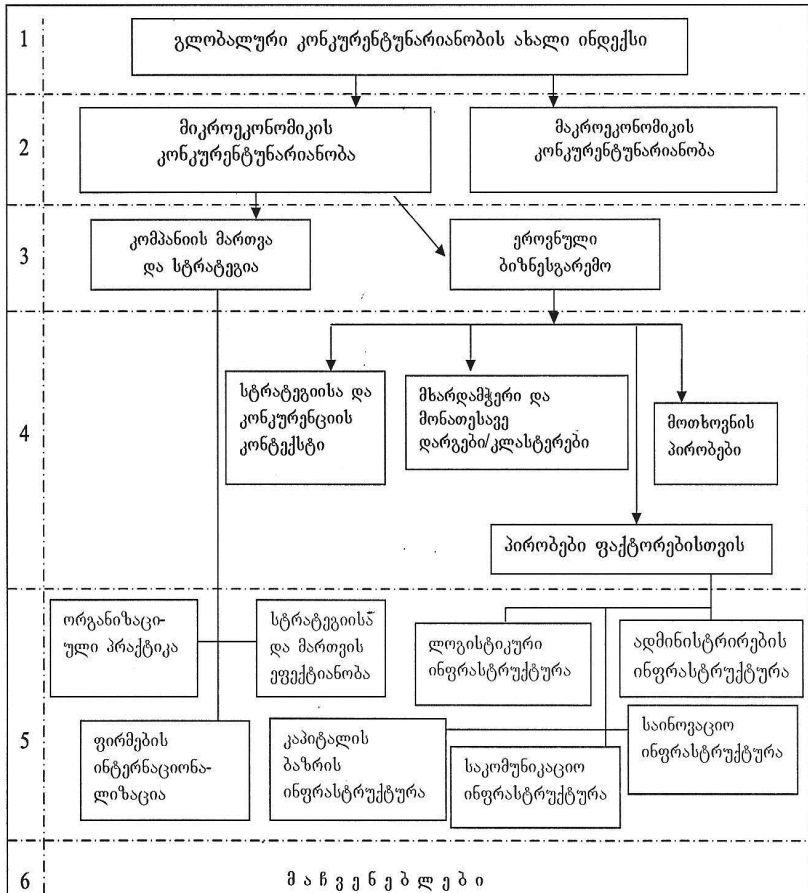 1
გლობალური კონკურენტუნარიანობის ახალი ინდექსი
2
მიკროეკონომიკის
კონკურენტუნარიანობა
მაკროეკონომიკის
კონკურენტუნარიანობა
3
კომპანიის მართვა
და სტრატეგია
ეროვნული
ბიზნესგარემო
4
სტრატეგიისა და
კონკურენციის
კონტექსტი
მხარდამჭერი და
მონათესავე
დარგები/კლასტერები
მოთხოვნის
პირობები
პირობები ფაქტორებისთვის
5
ორგანიზაცი-
ული პრაქტიკა
სტრატეგიისა
და მართვის
ეფექტიანობა
ლოგისტიკური
ინფრასტრუქტურა
ადმინისტრირების
ინფრასტრუქტურა
ფირმების
ინტერნაციონა-
ლიზაცია
კაპიტალის
ბაზრის
ინფრასტრუქტურა
საკომუნიკაციო
ინფრასტრუქტურა
საინოვაციო
ინფრასტრუქტურა
6
მაჩვენებლები